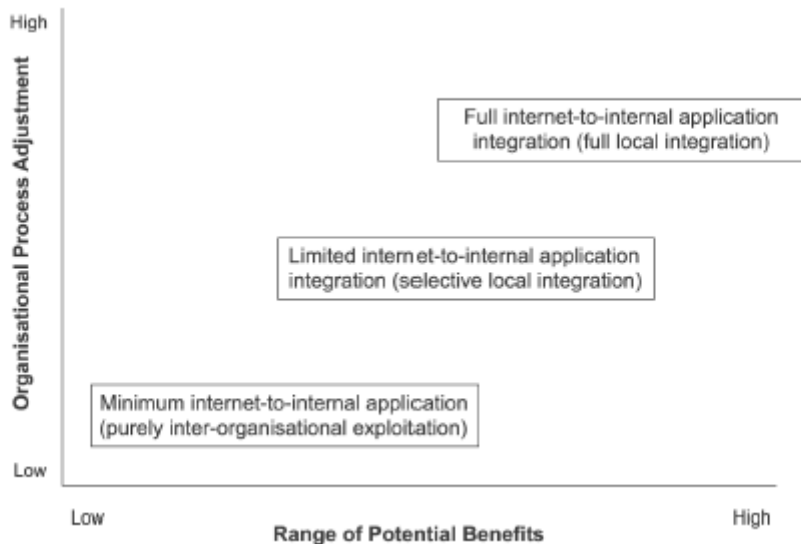 High
Organisational Process Adjustment
Full internet-to-internal application
integration (full local integration)
Limited internet-to-internal application
integration (selective local integration)
Minimum internet-to-internal application
(purely inter-organisational exploitation)
Low
Low
High
Range of Potential Benefits